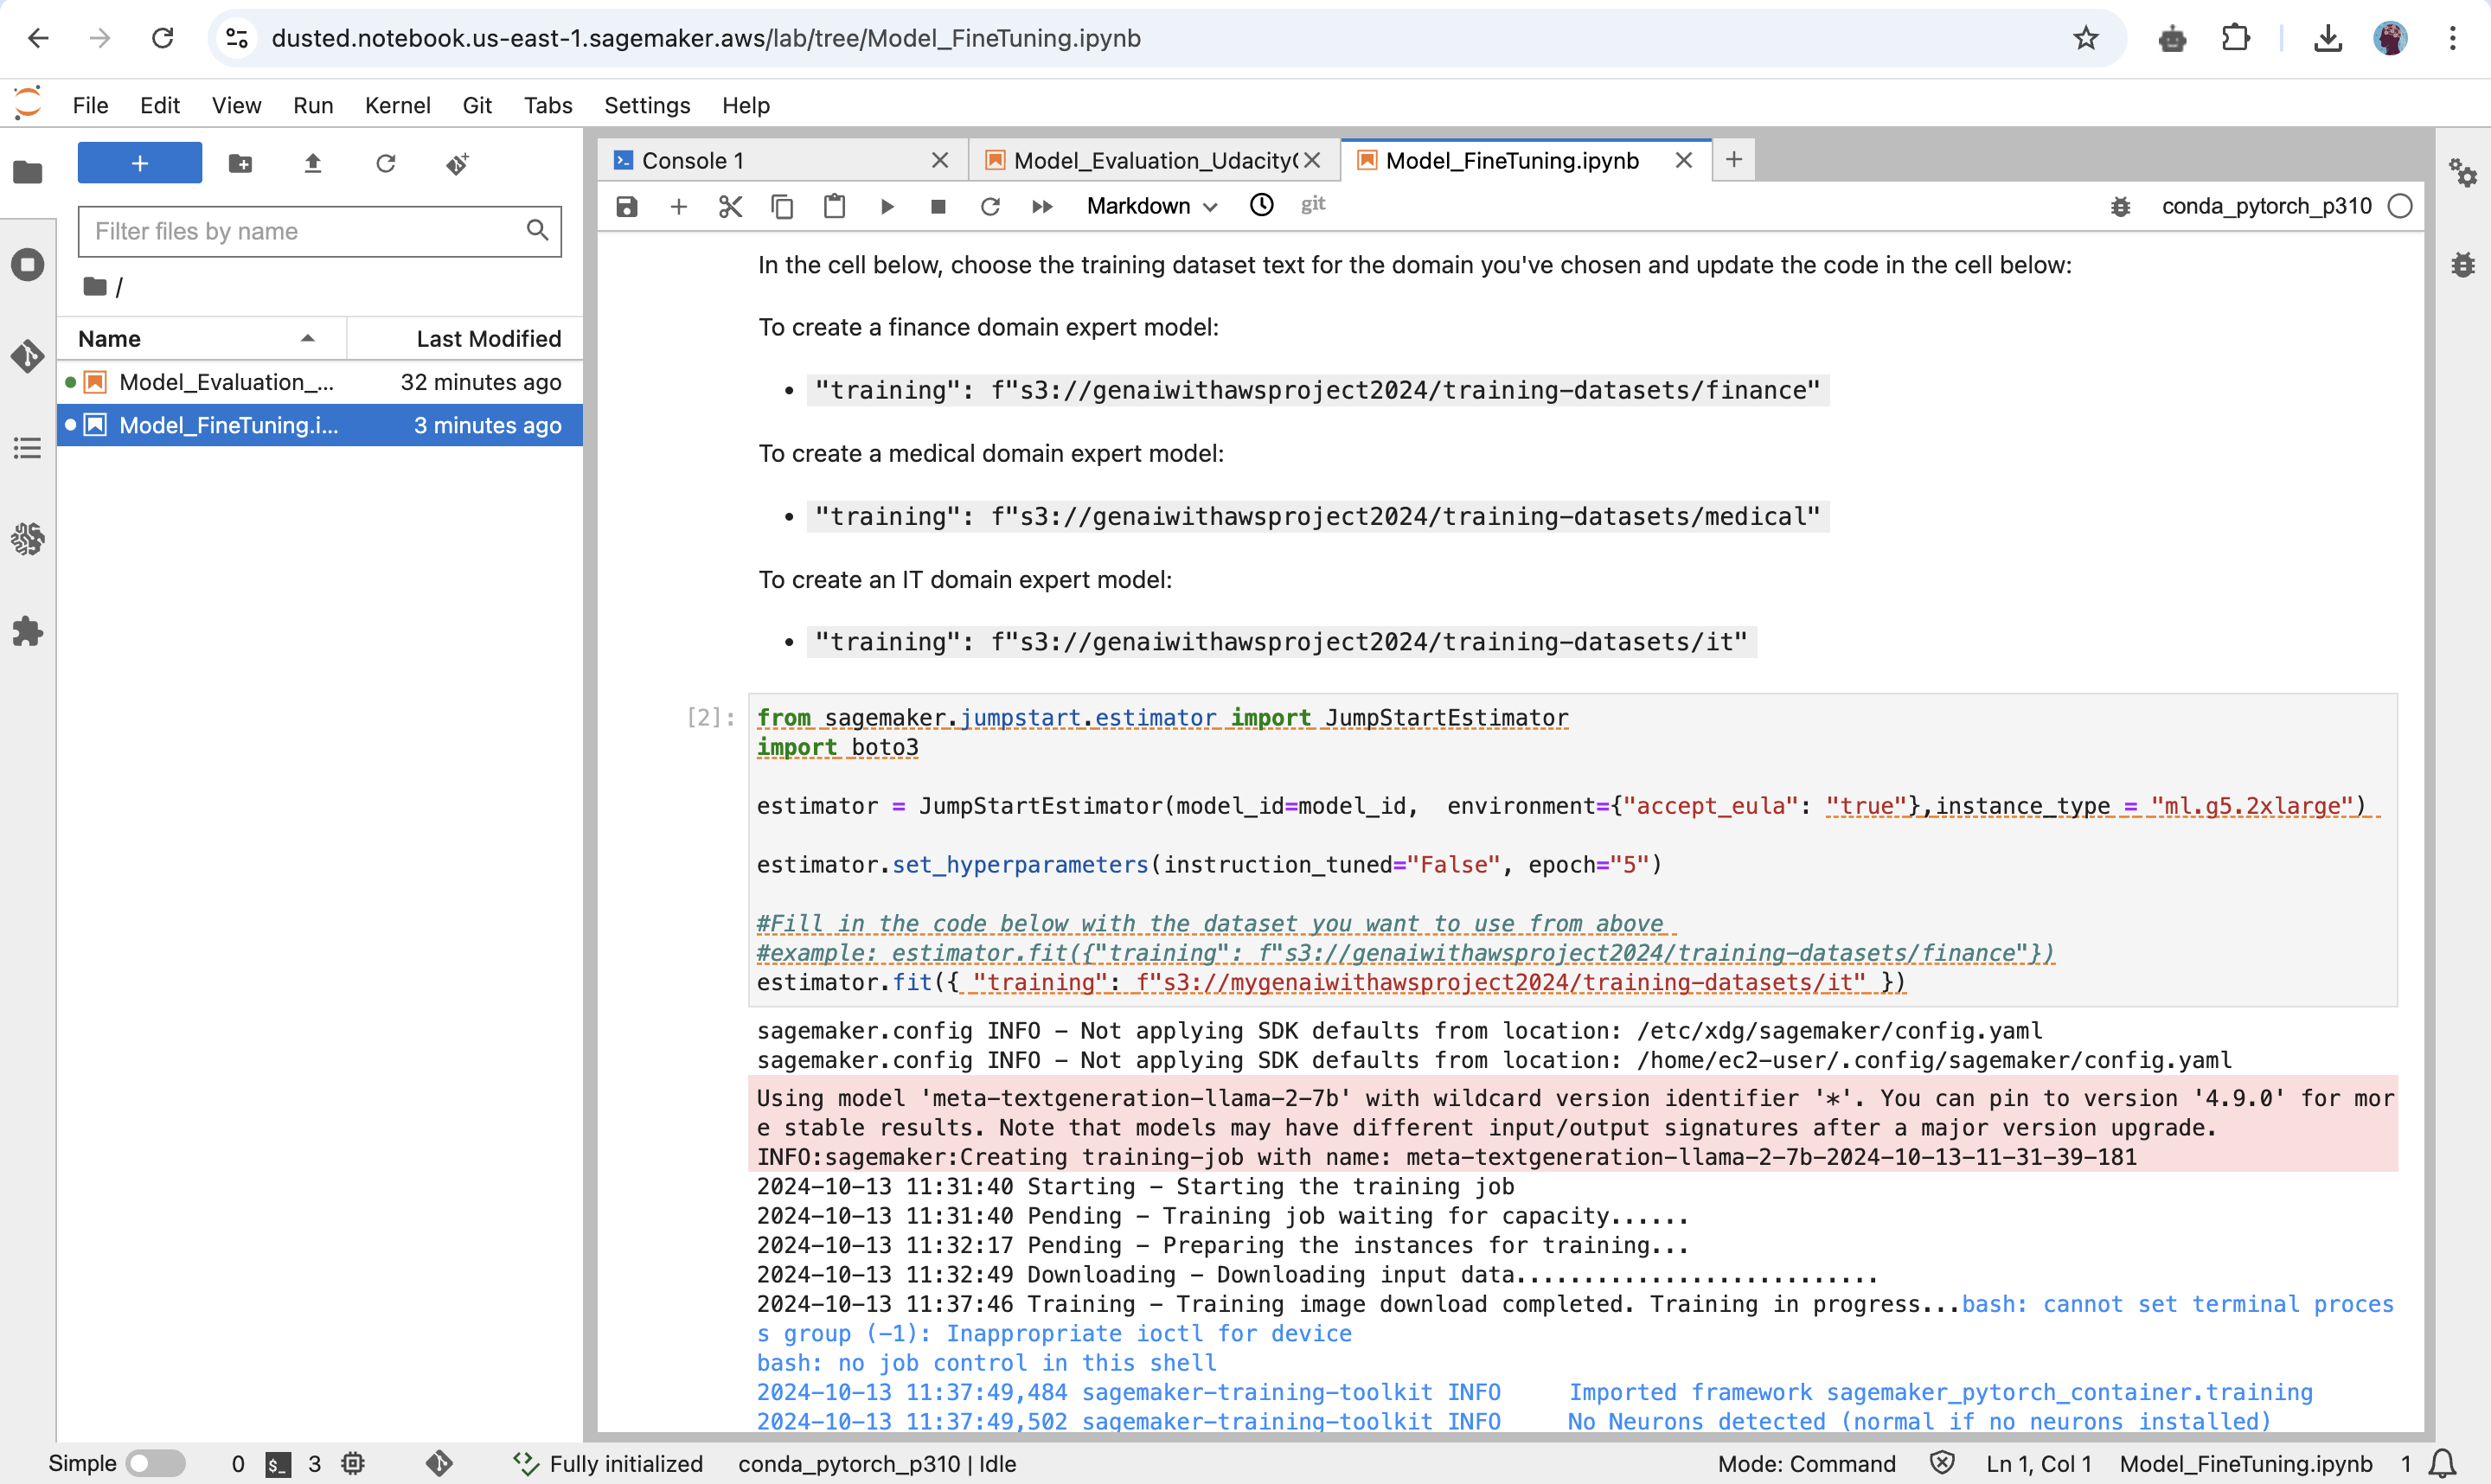 dusted.notebook.us-east-1.sagemaker.aws/lab/tree/Model_FineTuning.ipynb
File Edit View Run Kernel Git Tabs Settings Help
+
Filter files by name
/
Name Last Modified
Model_Evaluation_... 32 minutes ago
Model_FineTuning.i... 3 minutes ago
Console 1 Model_Evaluation_Udacity( Model_FineTuning.ipynb
Markdown git conda_pytorch_p310
In the cell below, choose the training dataset text for the domain you've chosen and update the code in the cell below:
To create a finance domain expert model:
• "training": f"s3://genaiwithawsproject2024/training-datasets/finance"
To create a medical domain expert model:
• "training": f"s3://genaiwithawsproject2024/training-datasets/medical"
To create an IT domain expert model:
• "training": f"s3://genaiwithawsproject2024/training-datasets/it"
[2]: from sagemaker.jumpstart.estimator import JumpStartEstimator
import boto3
estimator = JumpStartEstimator(model_id=model_id,  environment={"accept_eula": "true"},instance_type = "ml.g5.2xlarge")
estimator.set_hyperparameters(instruction_tuned="False", epoch="5")
#Fill in the code below with the dataset you want to use from above
#example: estimator.fit({"training": f"s3://genaiwithawsproject2024/training-datasets/finance"})
estimator.fit({ "training": f"s3://mygenaiwithawsproject2024/training-datasets/it" })
sagemaker.config INFO - Not applying SDK defaults from location: /etc/xdg/sagemaker/config.yaml
sagemaker.config INFO - Not applying SDK defaults from location: /home/ec2-user/.config/sagemaker/config.yaml
Using model 'meta-textgeneration-llama-2-7b' with wildcard version identifier '*'. You can pin to version '4.9.0' for mor
e stable results. Note that models may have different input/output signatures after a major version upgrade.
INFO:sagemaker:Creating training-job with name: meta-textgeneration-llama-2-7b-2024-10-13-11-31-39-181
2024-10-13 11:31:40 Starting - Starting the training job
2024-10-13 11:31:40 Pending - Training job waiting for capacity......
2024-10-13 11:32:17 Pending - Preparing the instances for training...
2024-10-13 11:32:49 Downloading - Downloading input data...........................
2024-10-13 11:37:46 Training - Training image download completed. Training in progress...bash: cannot set terminal proces
s group (-1): Inappropriate ioctl for device
bash: no job control in this shell
2024-10-13 11:37:49,484 sagemaker-training-toolkit INFO     Imported framework sagemaker_pytorch_container.training
2024-10-13 11:37:49,502 sagemaker-training-toolkit INFO     No Neurons detected (normal if no neurons installed)
Simple 0 $_ 3 Fully initialized conda_pytorch_p310 | Idle Mode: Command Ln 1, Col 1 Model_FineTuning.ipynb 1